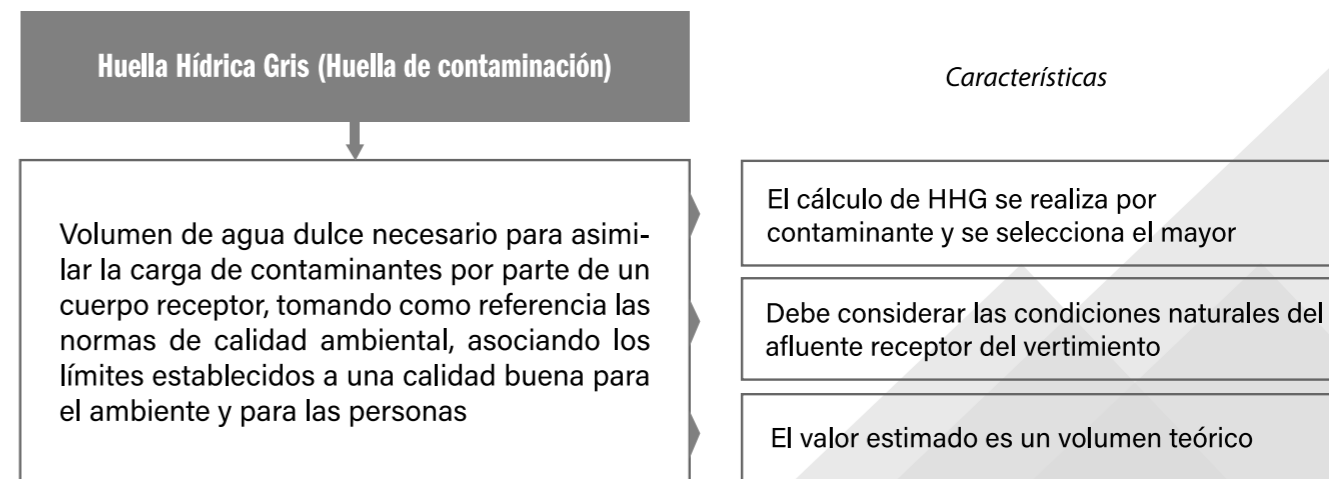 Huella Hídrica Gris (Huella de contaminación)
Características
Volumen de agua dulce necesario para asimi-
lar la carga de contaminantes por parte de un
cuerpo receptor, tomando como referencia las
normas de calidad ambiental, asociando los
límites establecidos a una calidad buena para
el ambiente y para las personas
El cálculo de HHG se realiza por
contaminante y se selecciona el mayor
Debe considerar las condiciones naturales del
afluente receptor del vertimiento
El valor estimado es un volumen teórico